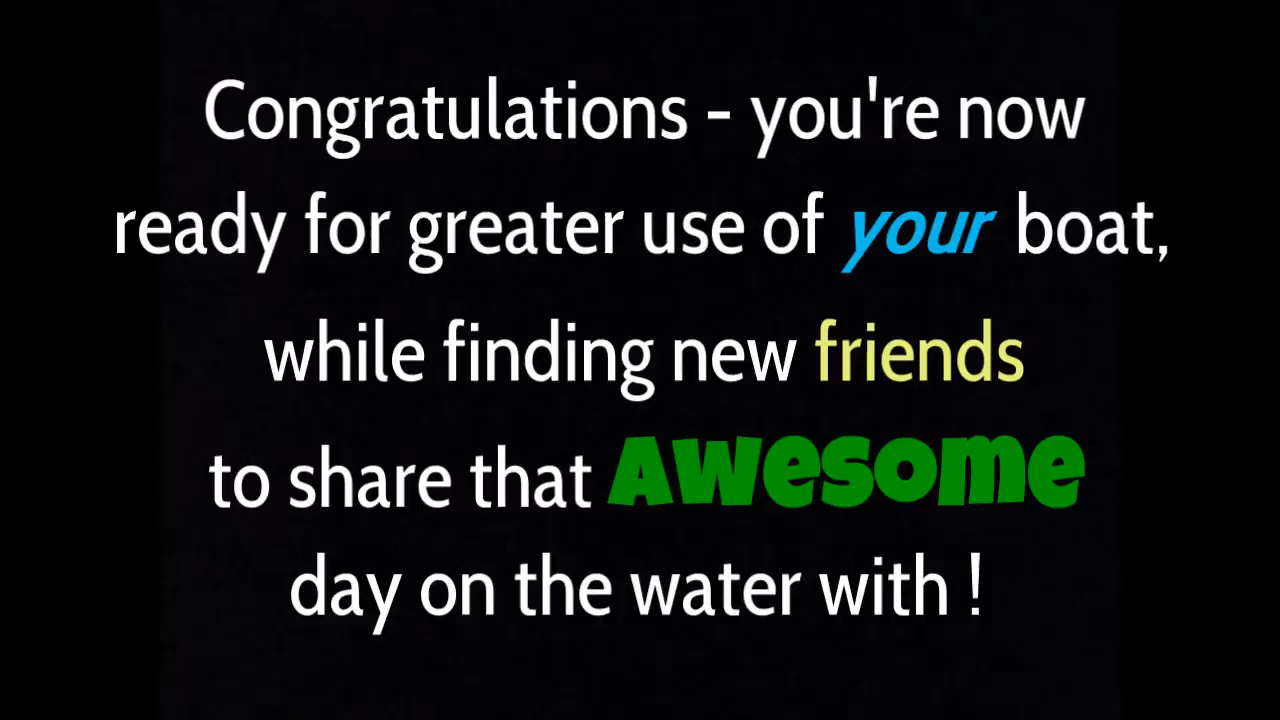 Congratulations - you're now
ready for greater use of your boat,
while finding new friends
to share that Awesome
day on the water with !